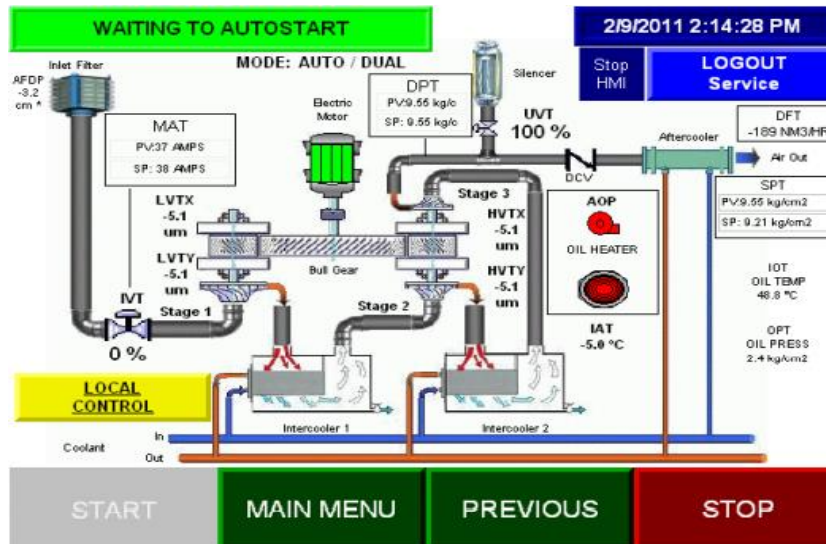 WAITING TO AUTOSTART
2/9/2011 2:14:28 PM
Inlet Filter
MODE: AUTO / DUAL
Silencer
Stop
HMI
LOGOUT
Service
AFDP
-3.2
cm *
MAT
PV:37 AMPS
SP: 38 AMPS
Electric
Motor
DPT
PV:9.55 kg/c
SP: 9.55 kg/c
UVT
100 %
DFT
-189 NM3/HR
Aftercooler
Air Out
DCV
Stage 3
SPT
PV:9.55 kg/cm2
SP: 9.21 kg/cm2
LVTX
-5.1
um
HVTX
-5.1
um
AOP
OIL HEATER
LVTY
-5.1
um
Bull Gear
HVTY
-5.1
um
IOT
OIL TEMP
48.8 °C
IVT
0 %
Stage 1
Stage 2
IAT
-5.0 °C
OPT
OIL PRESS
2.4 kg/cm2
LOCAL
CONTROL
Intercooler 1
Intercooler 2
Coolant
In
Out
START
MAIN MENU
PREVIOUS
STOP